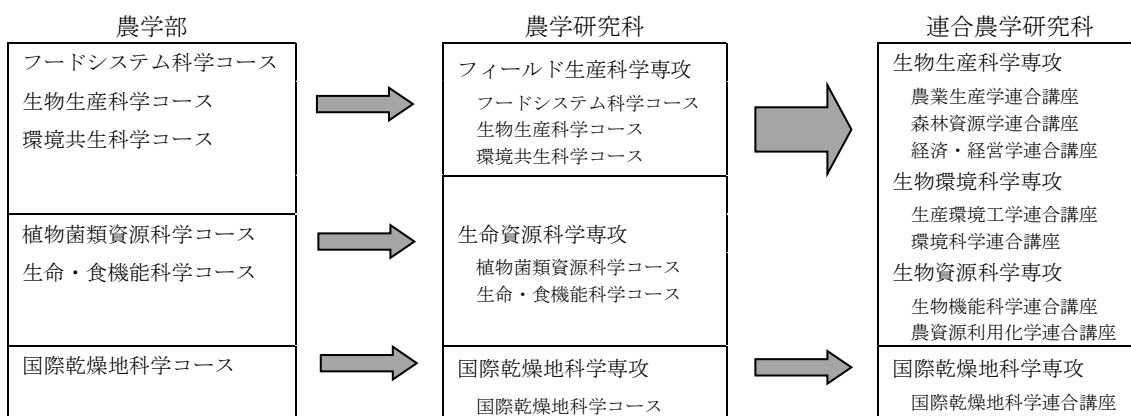 農学部
フードシステム科学コース
生物生産科学コース
環境共生科学コース
植物菌類資源科学コース
生命・食機能科学コース
国際乾燥地科学コース
農学研究科
フィールド生産科学専攻
フードシステム科学コース
生物生産科学コース
環境共生科学コース
生命資源科学専攻
植物菌類資源科学コース
生命・食機能科学コース
国際乾燥地科学専攻
国際乾燥地科学コース
連合農学研究科
生物生産科学専攻
農業生産学連合講座
森林資源学連合講座
経済・経営学連合講座
生物環境科学専攻
生産環境工学連合講座
環境科学連合講座
生物資源科学専攻
生物機能科学連合講座
農資源利用化学連合講座
国際乾燥地科学専攻
国際乾燥地科学連合講座